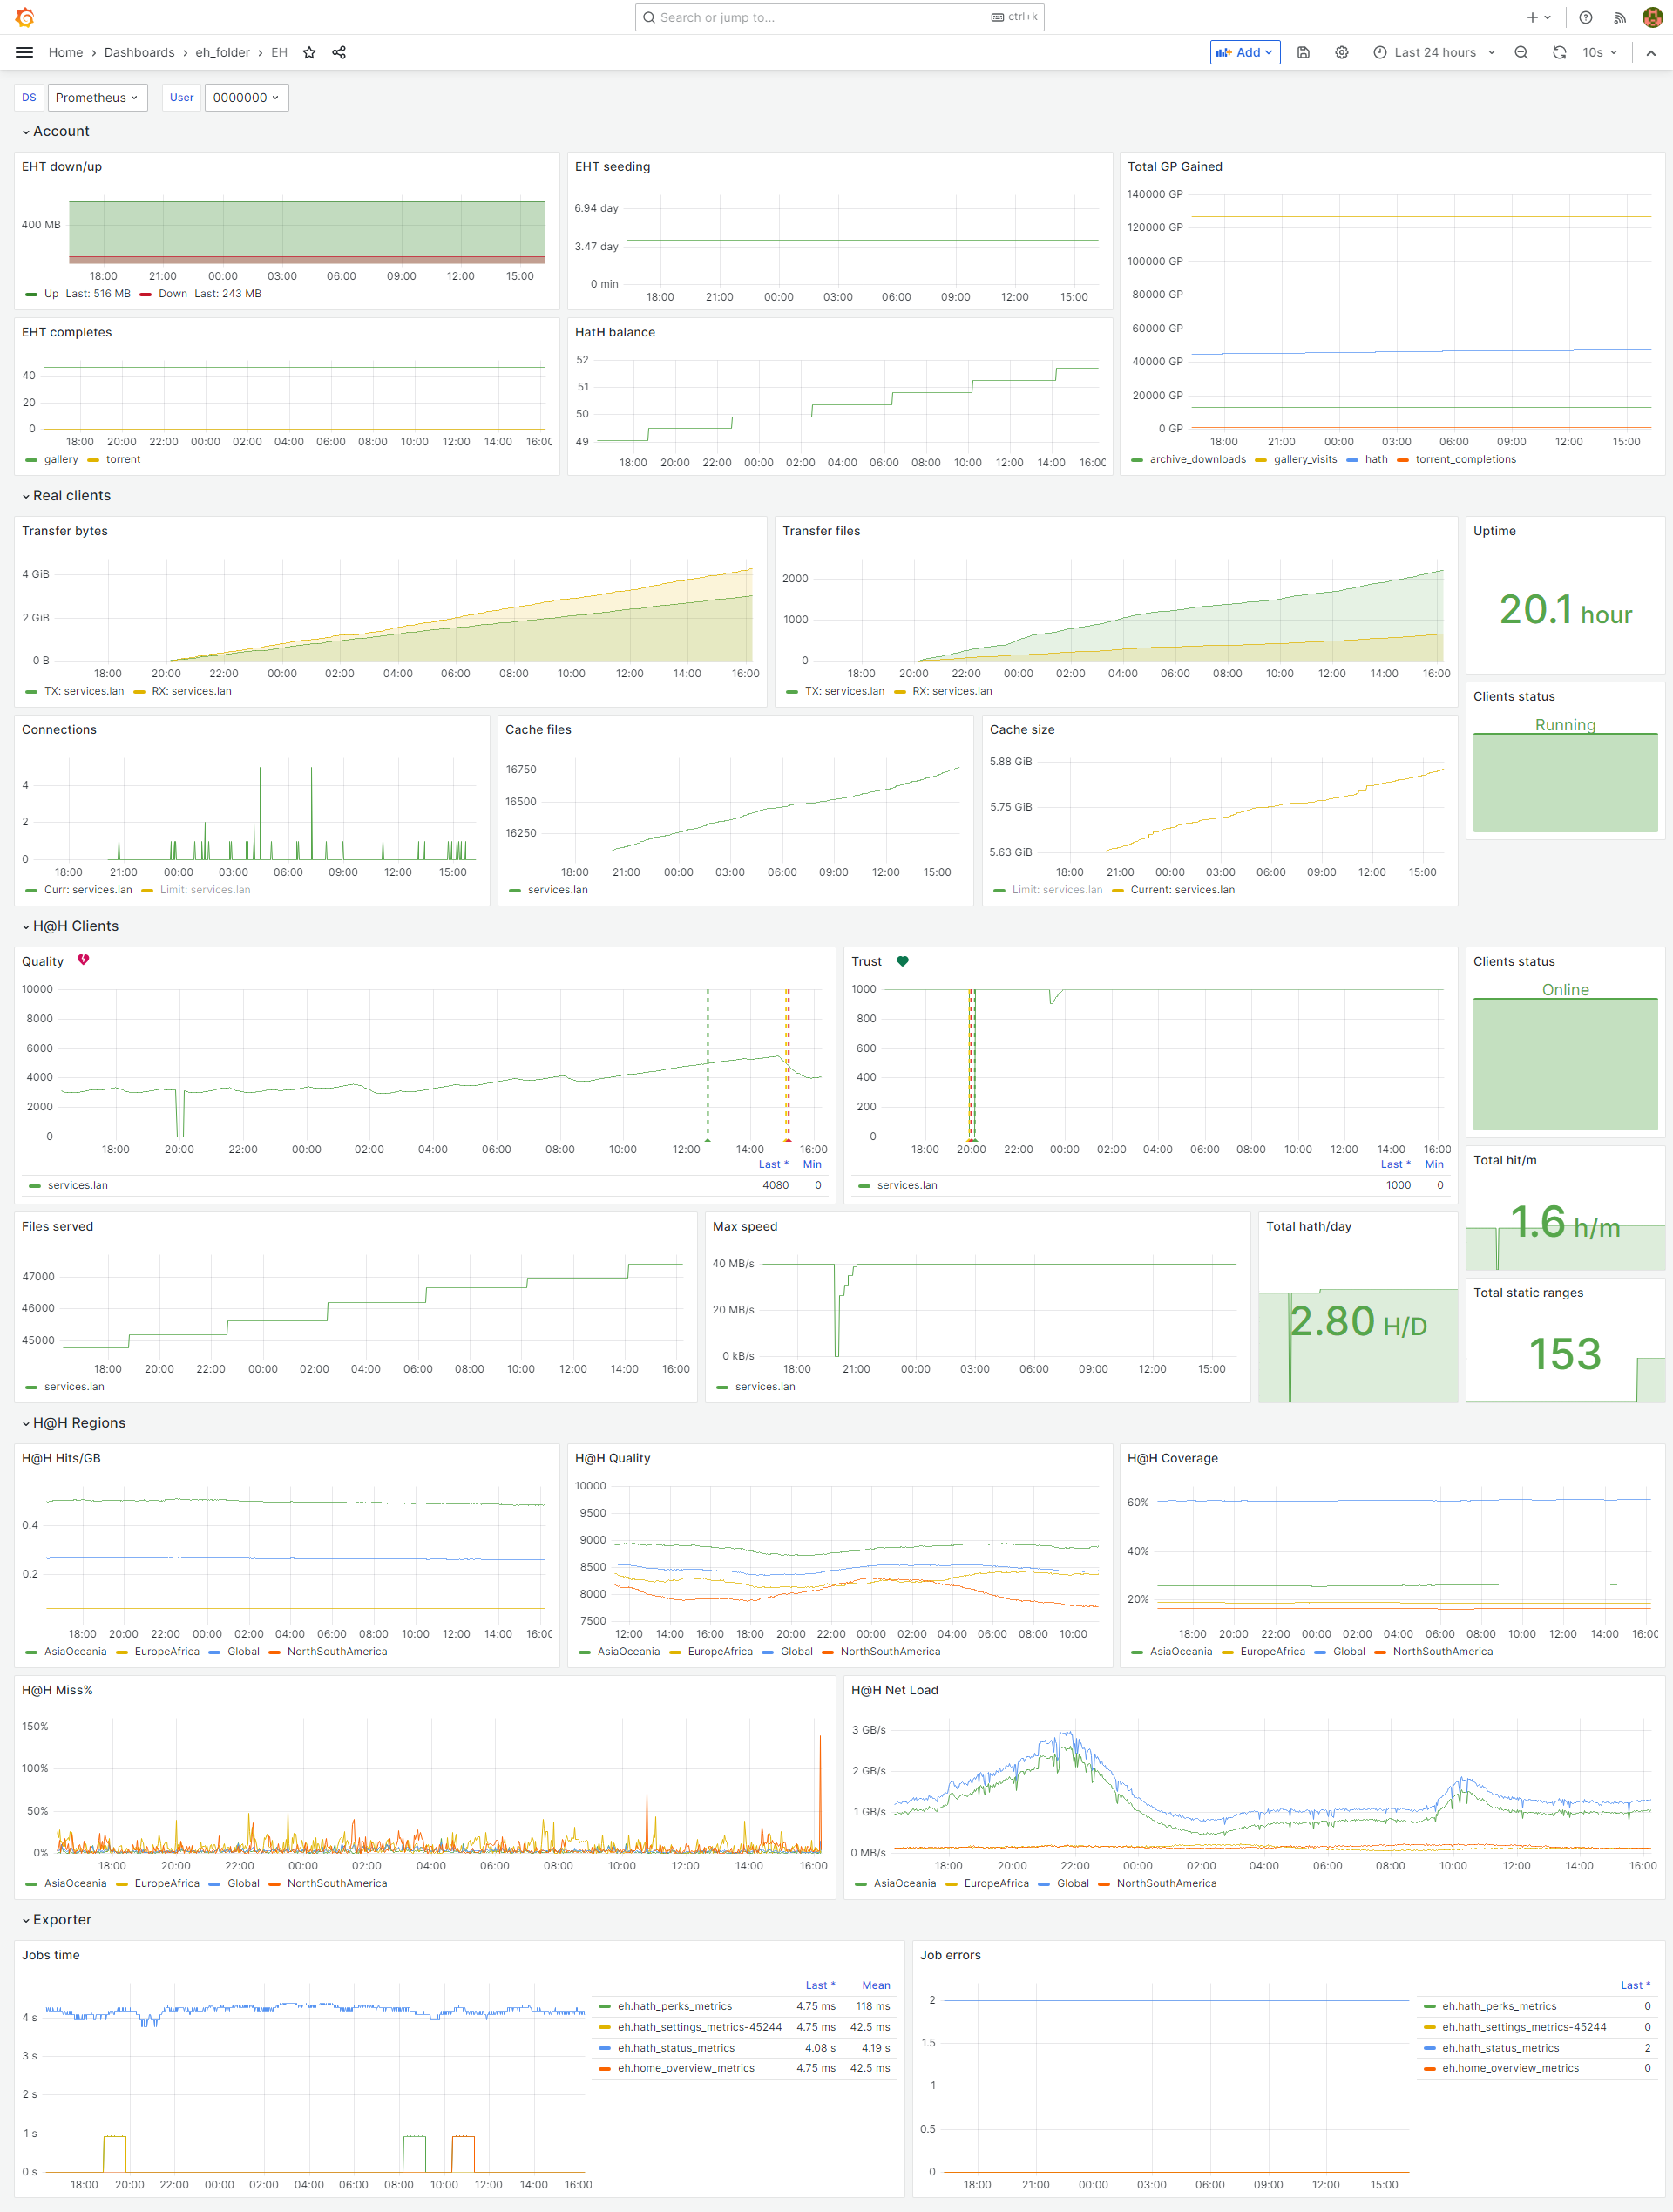 Search or jump to...
ctrl+k
Home › Dashboards › eh_folder › EH
Add
Last 24 hours
10s
DS Prometheus User 0000000
Account
EHT down/up
400 MB
18:00 21:00 00:00 03:00 06:00 09:00 12:00 15:00
Up Last: 516 MB Down Last: 243 MB
EHT seeding
6.94 day
3.47 day
0 min
18:00 21:00 00:00 03:00 06:00 09:00 12:00 15:00
Total GP Gained
140000 GP
120000 GP
100000 GP
80000 GP
60000 GP
40000 GP
20000 GP
0 GP
18:00 21:00 00:00 03:00 06:00 09:00 12:00 15:00
archive_downloads gallery_visits hath torrent_completions
EHT completes
40
20
0
18:00 20:00 22:00 00:00 02:00 04:00 06:00 08:00 10:00 12:00 14:00 16:00
gallery torrent
HatH balance
52
51
50
49
18:00 20:00 22:00 00:00 02:00 04:00 06:00 08:00 10:00 12:00 14:00 16:00
Real clients
Transfer bytes
4 GiB
2 GiB
0 B
18:00 20:00 22:00 00:00 02:00 04:00 06:00 08:00 10:00 12:00 14:00 16:00
TX: services.lan RX: services.lan
Transfer files
2000
1000
0
18:00 20:00 22:00 00:00 02:00 04:00 06:00 08:00 10:00 12:00 14:00 16:00
TX: services.lan RX: services.lan
Uptime
20.1 hour
Clients status
Running
Connections
4
2
0
18:00 21:00 00:00 03:00 06:00 09:00 12:00 15:00
Curr: services.lan Limit: services.lan
Cache files
16750
16500
16250
18:00 21:00 00:00 03:00 06:00 09:00 12:00 15:00
services.lan
Cache size
5.88 GiB
5.75 GiB
5.63 GiB
18:00 21:00 00:00 03:00 06:00 09:00 12:00 15:00
Limit: services.lan Current: services.lan
H@H Clients
Quality
10000
8000
6000
4000
2000
0
18:00 20:00 22:00 00:00 02:00 04:00 06:00 08:00 10:00 12:00 14:00 16:00
Last * Min
services.lan 4080 0
Trust
1000
800
600
400
200
0
18:00 20:00 22:00 00:00 02:00 04:00 06:00 08:00 10:00 12:00 14:00 16:00
Last * Min
services.lan 1000 0
Clients status
Online
Total hit/m
1.6 h/m
Files served
47000
46000
45000
18:00 20:00 22:00 00:00 02:00 04:00 06:00 08:00 10:00 12:00 14:00 16:00
services.lan
Max speed
40 MB/s
20 MB/s
0 kB/s
18:00 21:00 00:00 03:00 06:00 09:00 12:00 15:00
services.lan
Total hath/day
2.80 H/D
Total static ranges
153
H@H Regions
H@H Hits/GB
0.4
0.2
18:00 20:00 22:00 00:00 02:00 04:00 06:00 08:00 10:00 12:00 14:00 16:00
AsiaOceania EuropeAfrica Global NorthSouthAmerica
H@H Quality
10000
9500
9000
8500
8000
7500
12:00 14:00 16:00 18:00 20:00 22:00 00:00 02:00 04:00 06:00 08:00 10:00
AsiaOceania EuropeAfrica Global NorthSouthAmerica
H@H Coverage
60%
40%
20%
18:00 20:00 22:00 00:00 02:00 04:00 06:00 08:00 10:00 12:00 14:00 16:00
AsiaOceania EuropeAfrica Global NorthSouthAmerica
H@H Miss%
150%
100%
50%
0%
18:00 20:00 22:00 00:00 02:00 04:00 06:00 08:00 10:00 12:00 14:00 16:00
AsiaOceania EuropeAfrica Global NorthSouthAmerica
H@H Net Load
3 GB/s
2 GB/s
1 GB/s
0 MB/s
18:00 20:00 22:00 00:00 02:00 04:00 06:00 08:00 10:00 12:00 14:00 16:00
AsiaOceania EuropeAfrica Global NorthSouthAmerica
Exporter
Jobs time
4 s
3 s
2 s
1 s
0 s
18:00 20:00 22:00 00:00 02:00 04:00 06:00 08:00 10:00 12:00 14:00 16:00
Last * Mean
eh.hath_perks_metrics 4.75 ms 118 ms
eh.hath_settings_metrics-45244 4.75 ms 42.5 ms
eh.hath_status_metrics 4.08 s 4.19 s
eh.home_overview_metrics 4.75 ms 42.5 ms
Job errors
2
1.5
1
0.5
0
18:00 21:00 00:00 03:00 06:00 09:00 12:00 15:00
Last *
eh.hath_perks_metrics 0
eh.hath_settings_metrics-45244 0
eh.hath_status_metrics 2
eh.home_overview_metrics 0